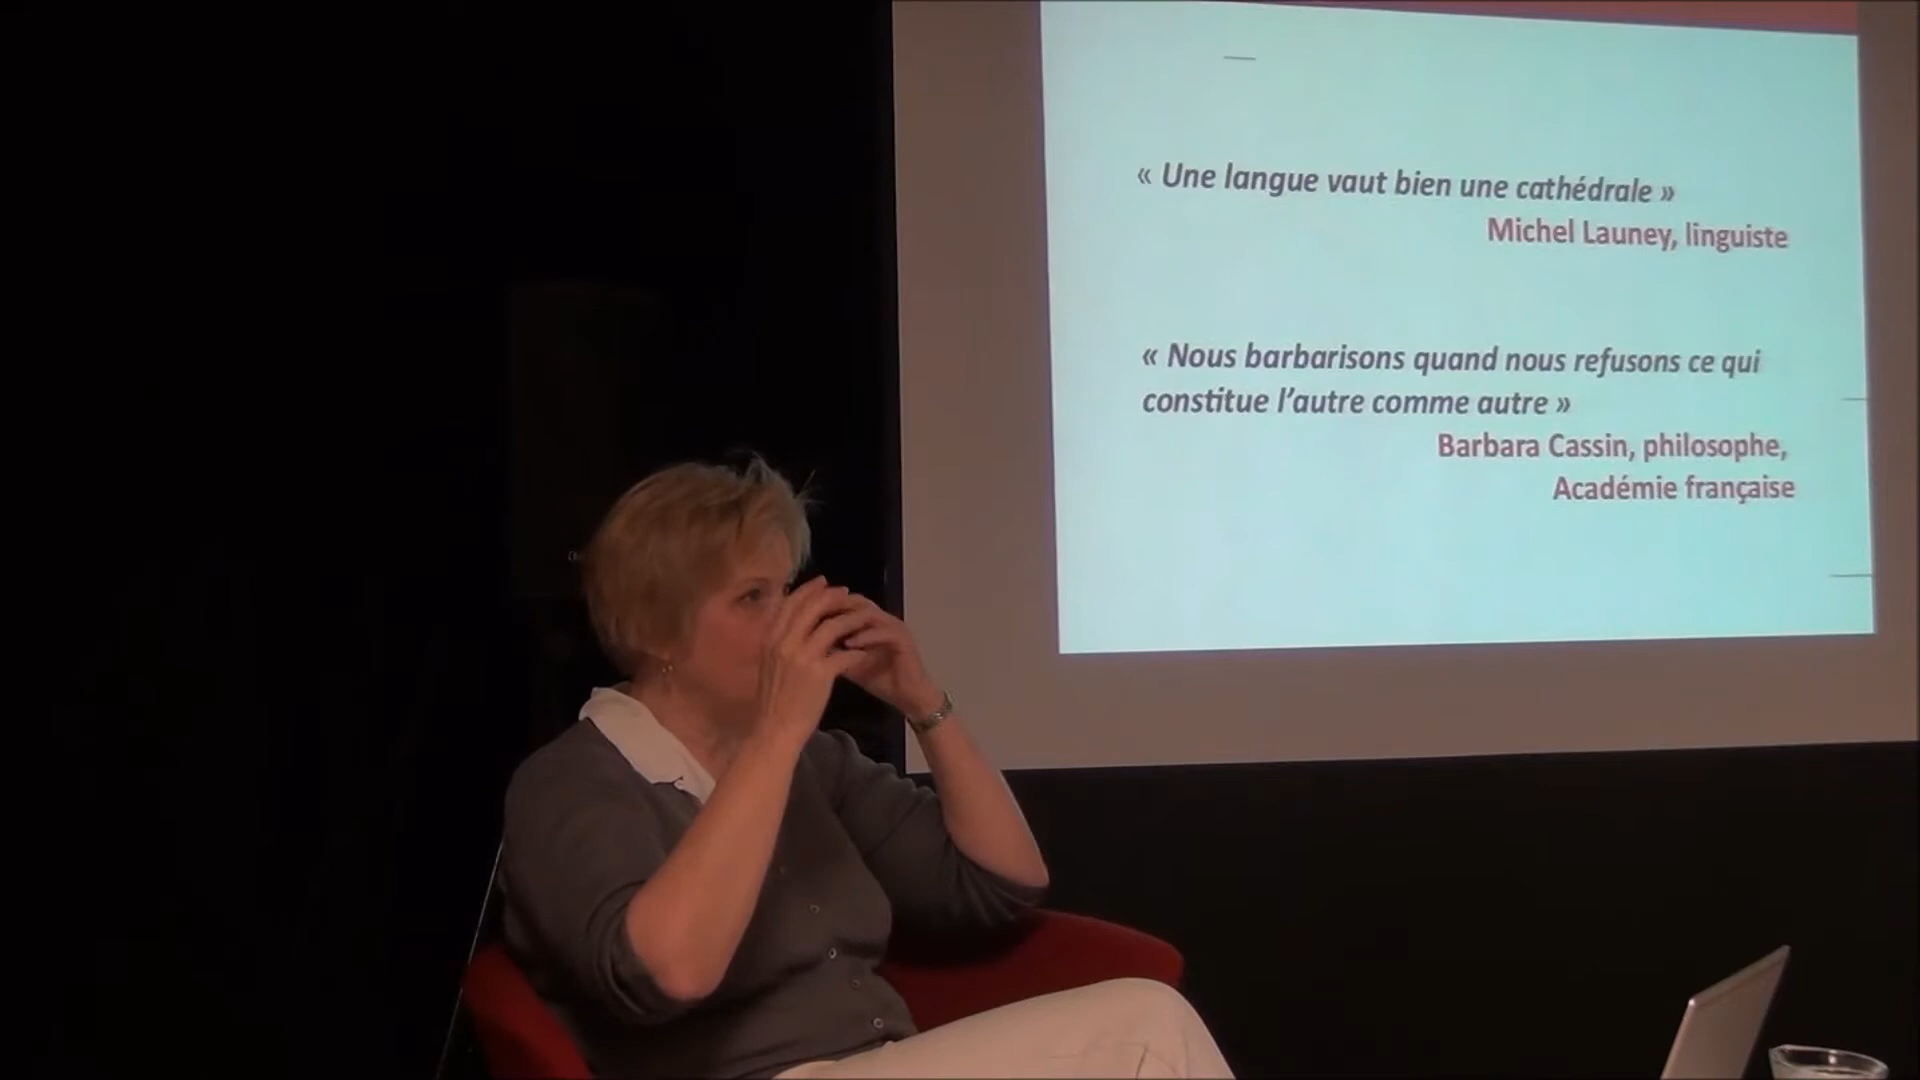 « Une langue vaut bien une cathédrale »
Michel Launey, linguiste
« Nous barbarisons quand nous refusons ce qui
constitue l’autre comme autre »
Barbara Cassin, philosophe,
Académie française